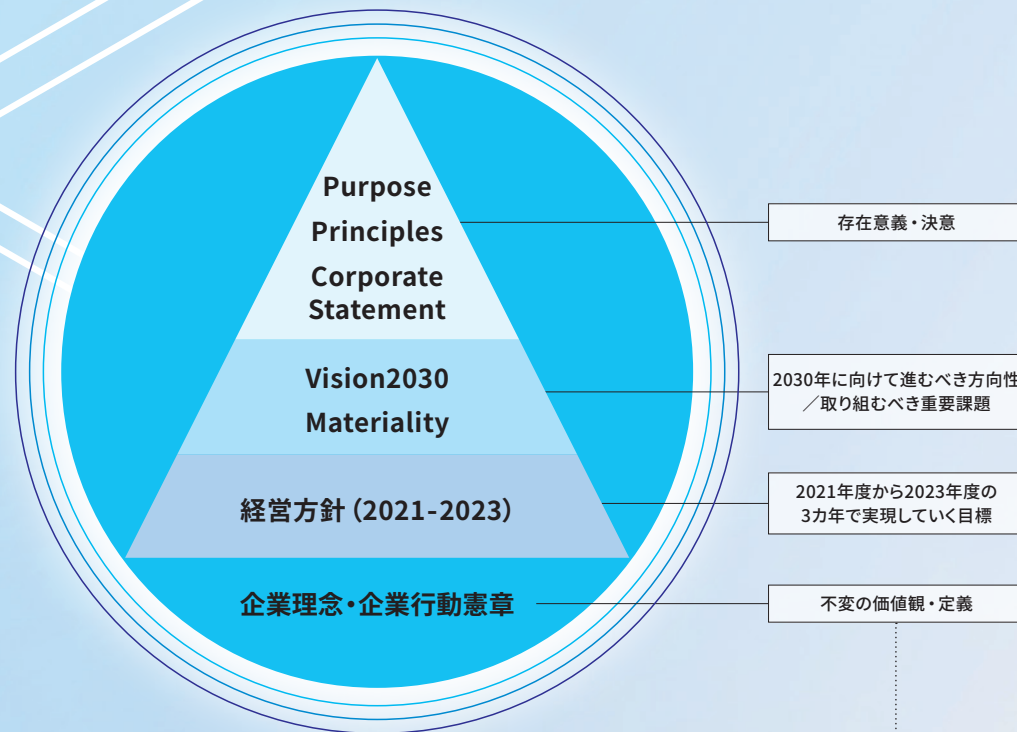 Purpose
Principles
Corporate
Statement
存在意義・決意
Vision2030
Materiality
2030年に向けて進むべき方向性
／取り組むべき重要課題
経営方針（2021-2023）
2021年度から2023年度の
3カ年で実現していく目標
企業理念・企業行動憲章
不変の価値観・定義